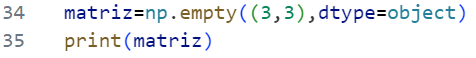 34 matriz=np.empty((3,3),dtype=object)
35 print(matriz)